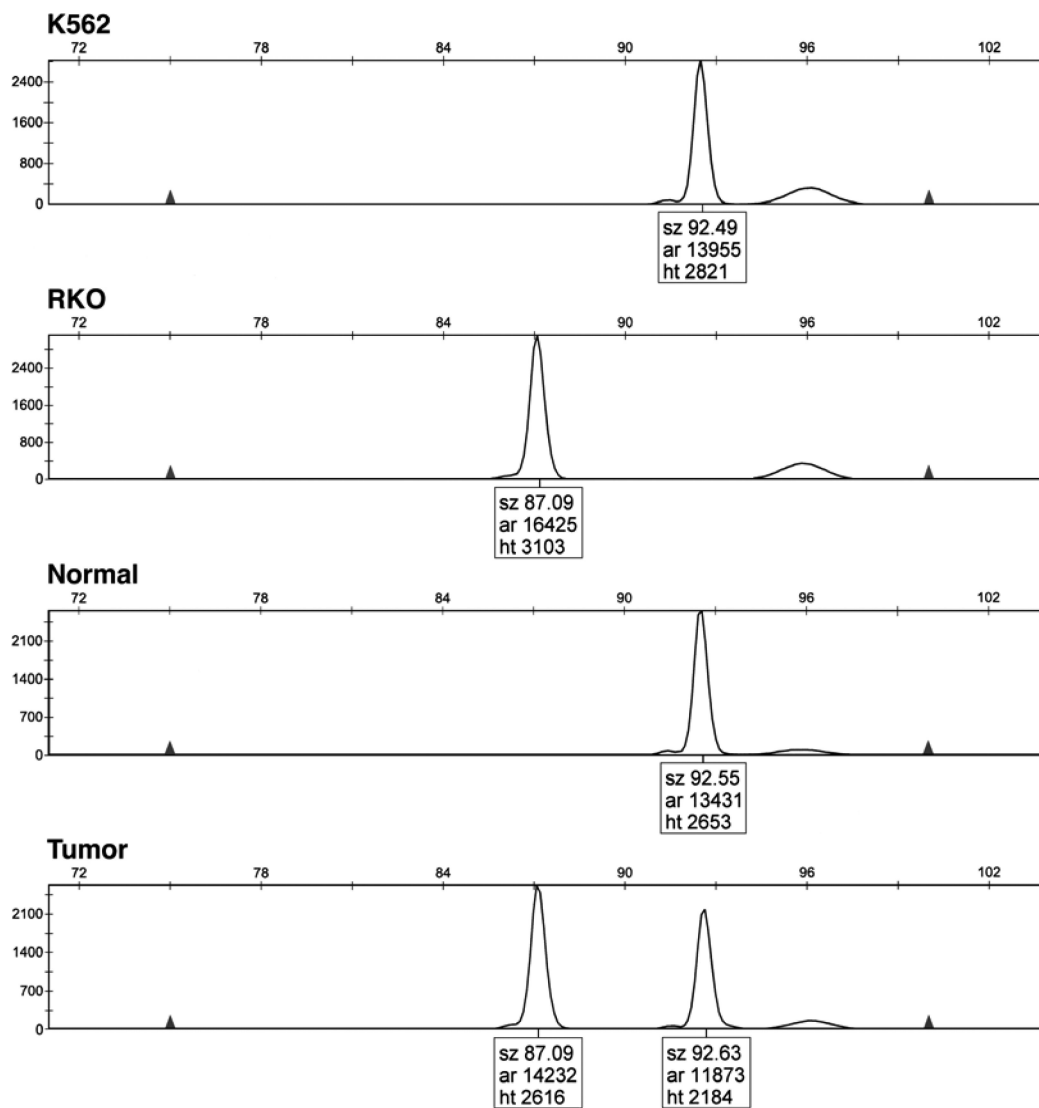 K562
72 78 84 90 96 102
2400
1600
800
0
sz 92.49
ar 13955
ht 2821
RKO
72 78 84 90 96 102
2400
1600
800
0
sz 87.09
ar 16425
ht 3103
Normal
72 78 84 90 96 102
2100
1400
700
0
sz 92.55
ar 13431
ht 2653
Tumor
72 78 84 90 96 102
2100
1400
700
0
sz 87.09 sz 92.63
ar 14232 ar 11873
ht 2616 ht 2184